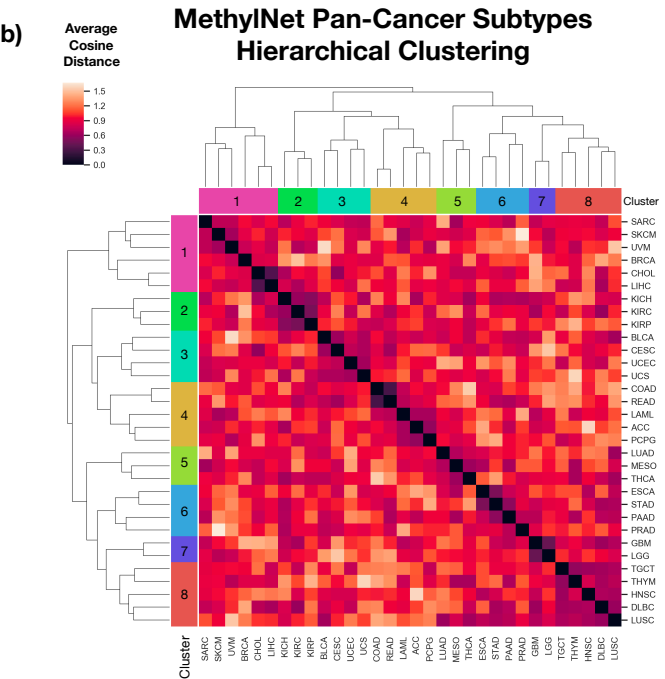 b)
MethylNet Pan-Cancer Subtypes
Hierarchical Clustering
Average
Cosine
Distance
1.5
1.2
0.9
0.6
0.3
0.0
1 2 3 4 5 6 7 8 Cluster
SARC
SKCM
UVM
BRCA
CHOL
LIHC
KICH
KIRC
KIRP
BLCA
CESC
UCEC
UCS
COAD
READ
LAML
ACC
PCPG
LUAD
MESO
THCA
ESCA
STAD
PAAD
PRAD
GBM
LGG
TGCT
THYM
HNSC
DLBC
LUSC
1
2
3
4
5
6
7
8
Cluster
SARC SKCM UVM BRCA CHOL LIHC KICH KIRC KIRP BLCA CESC UCEC UCS COAD READ LAML ACC PCPG LUAD MESO THCA ESCA STAD PAAD PRAD GBM LGG TGCT THYM HNSC DLBC LUSC